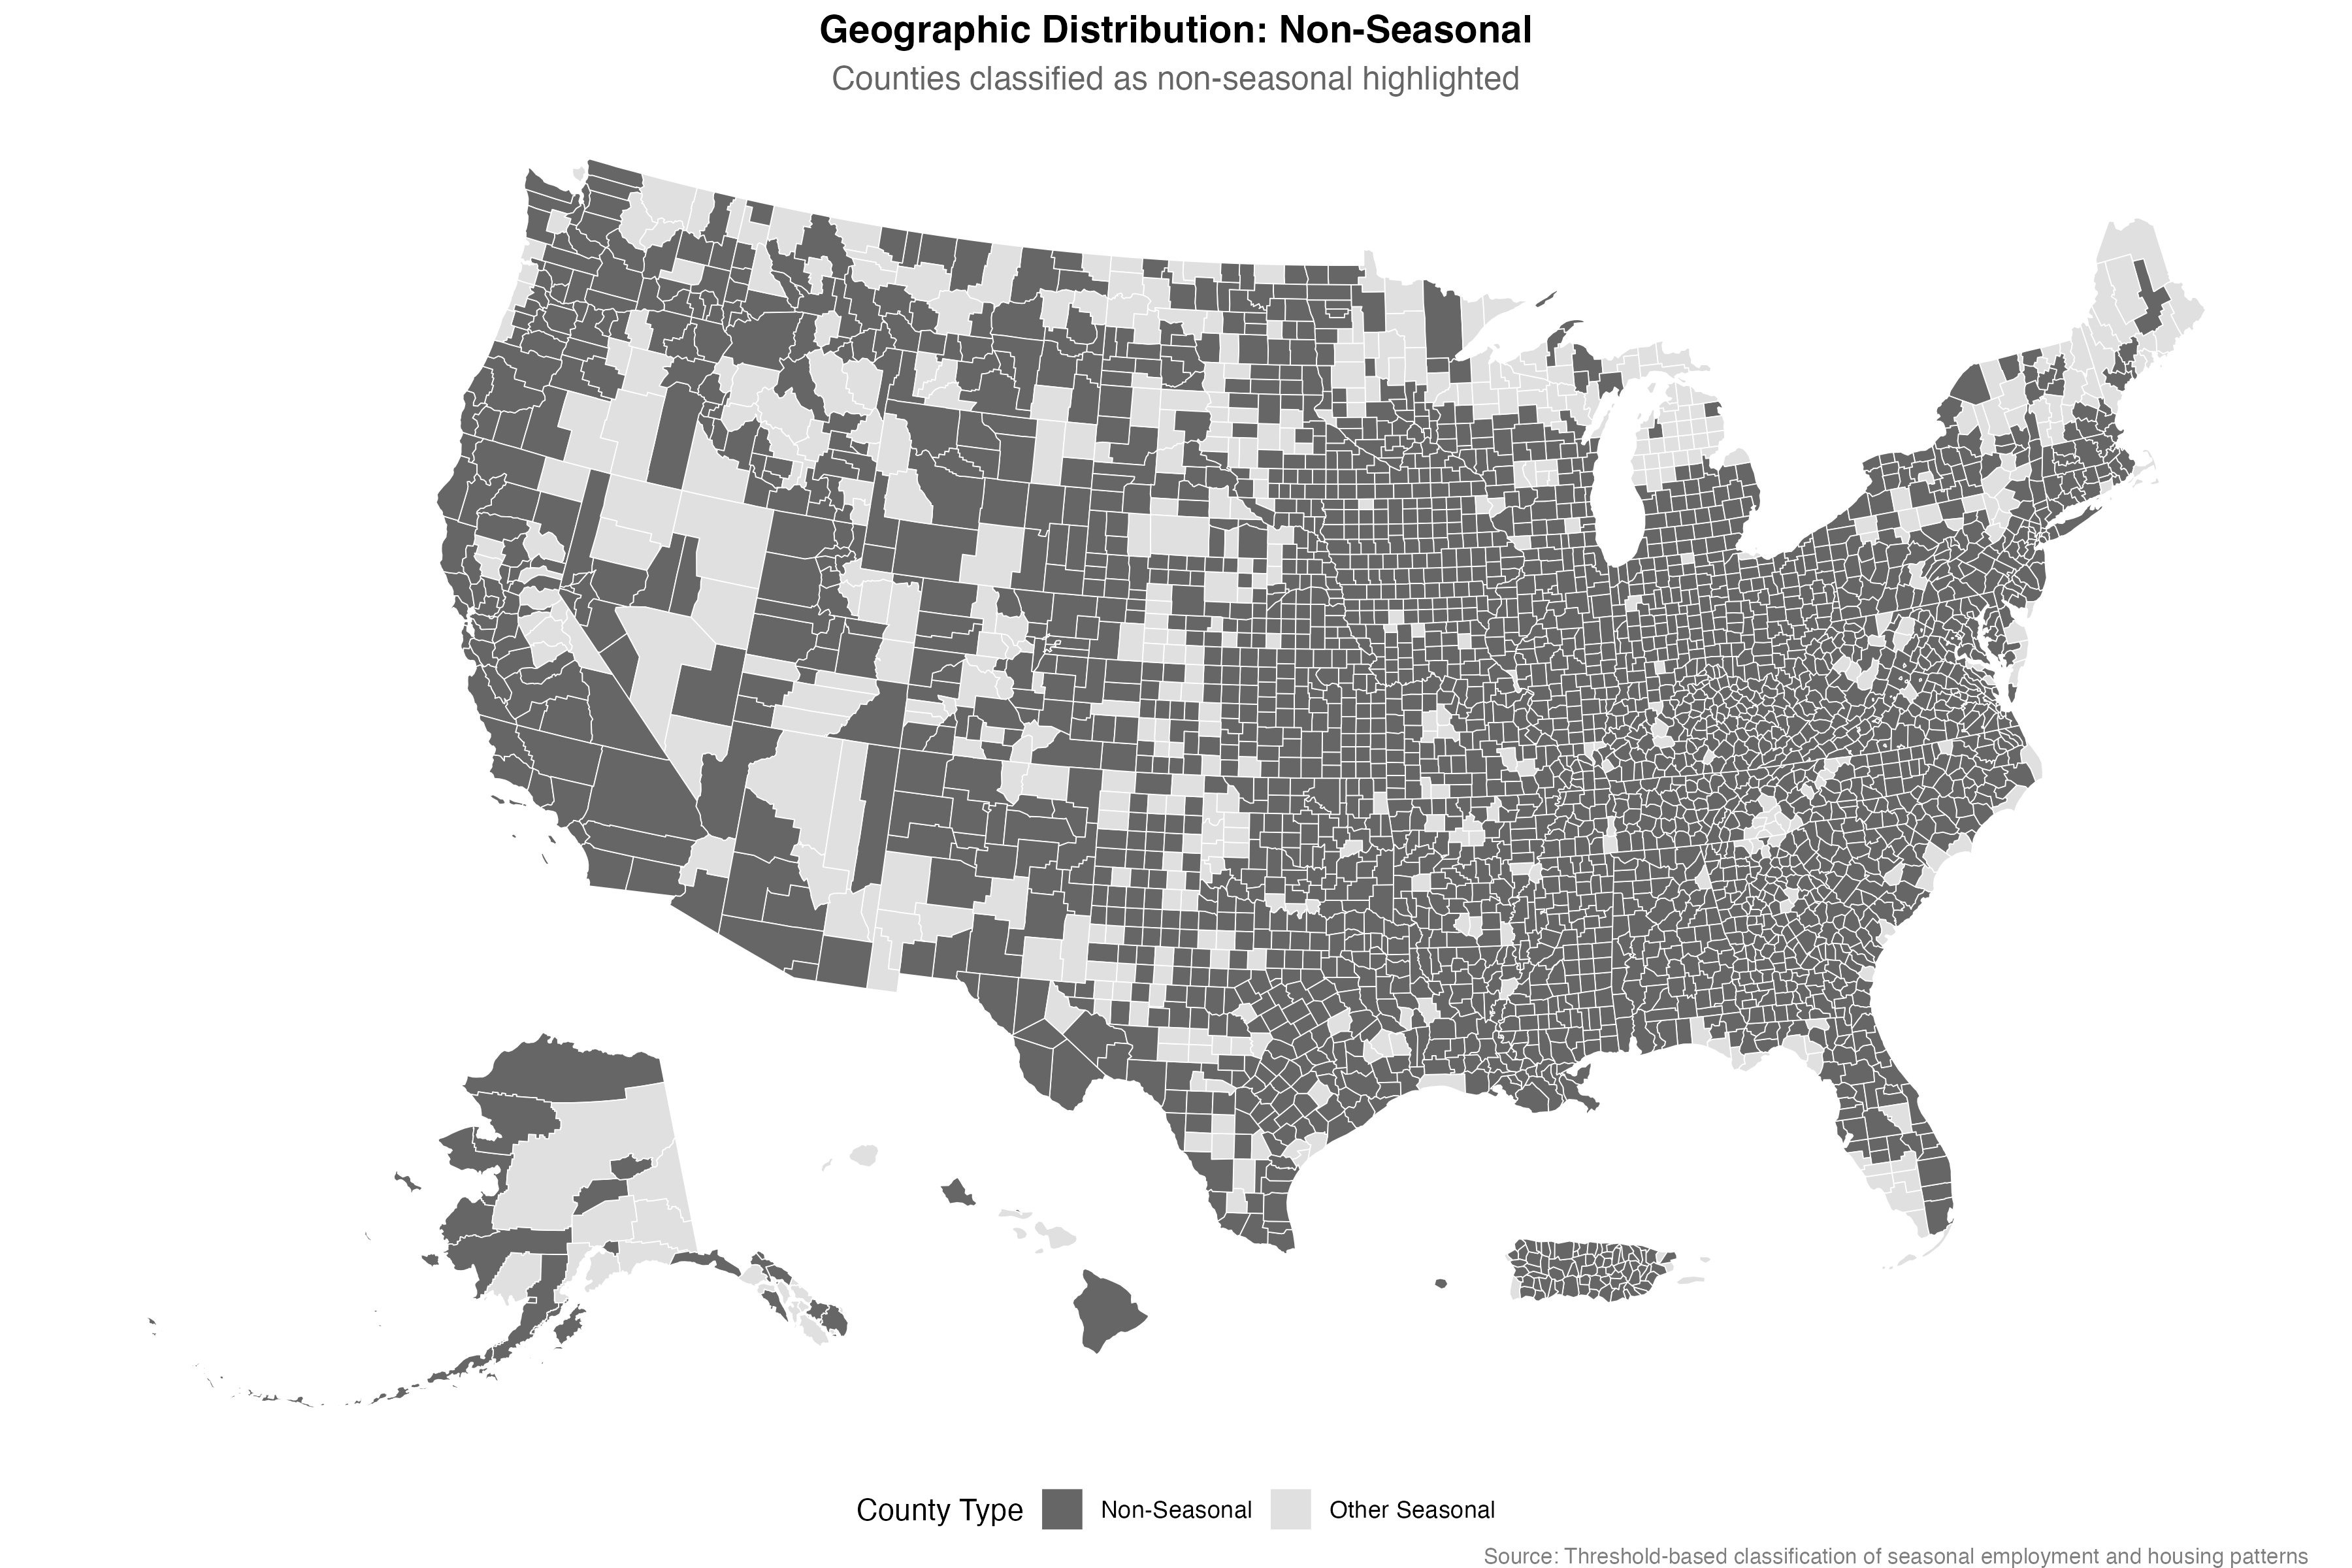 Geographic Distribution: Non-Seasonal
Counties classified as non-seasonal highlighted
County Type Non-Seasonal Other Seasonal
Source: Threshold-based classification of seasonal employment and housing patterns